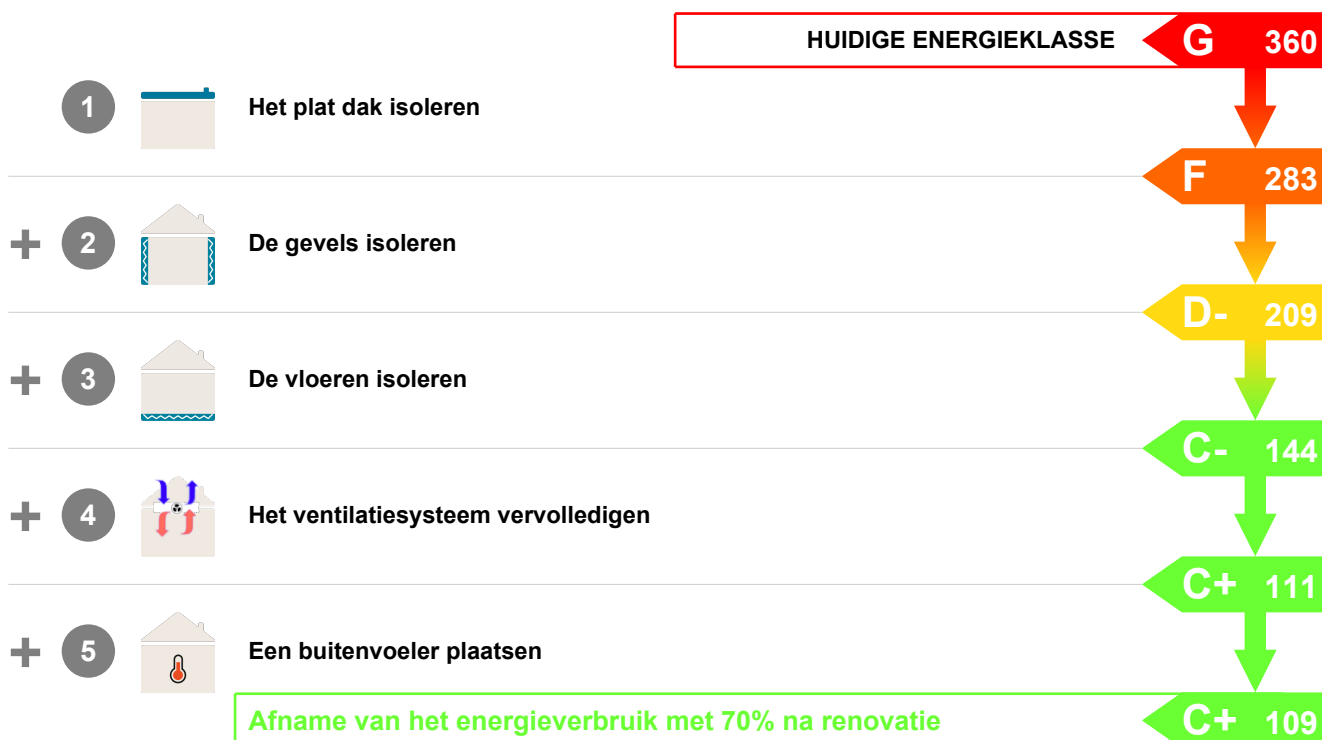 HUIDIGE ENERGIEKLASSE G 360
1 Het plat dak isoleren
F 283
+ 2 De gevels isoleren
D- 209
+ 3 De vloeren isoleren
C- 144
+ 4 Het ventilatiesysteem vervolledigen
C+ 111
+ 5 Een buitenvoeler plaatsen
Afname van het energieverbruik met 70% na renovatie C+ 109